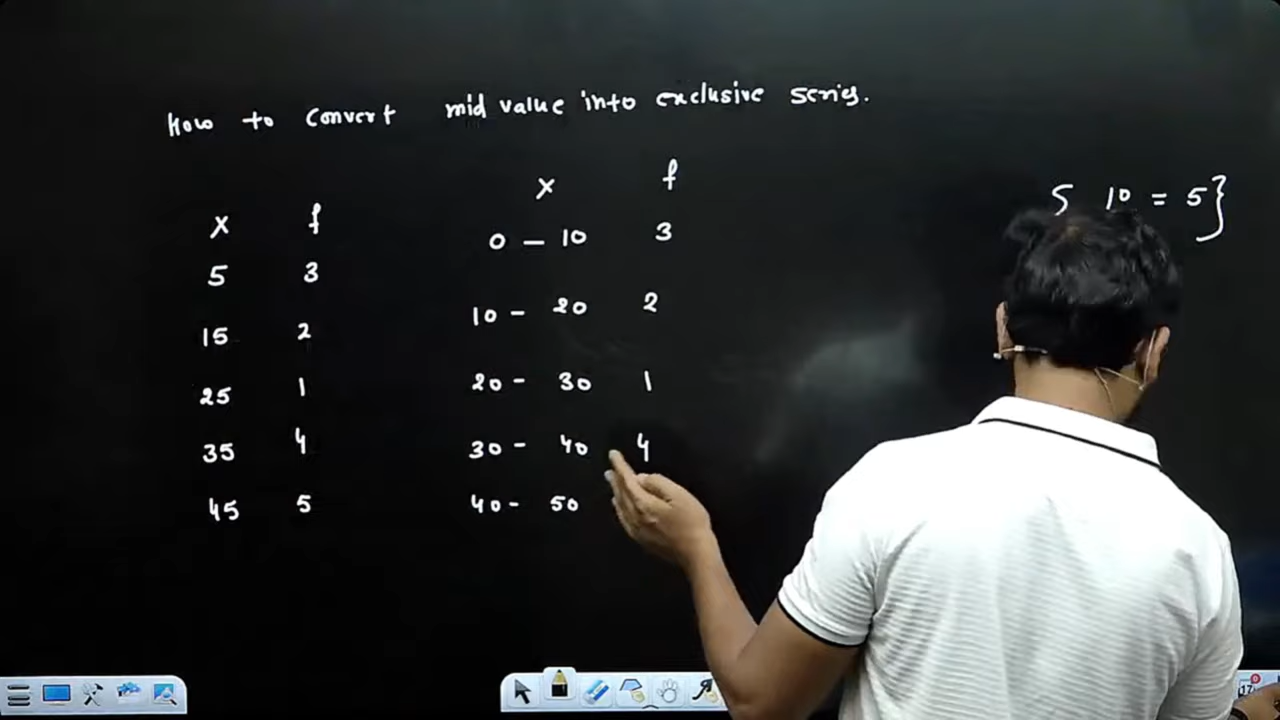 How to convert mid value into exclusive series.
X f
5 3
15 2
25 1
35 4
45 5
X f
0 - 10 3
10 - 20 2
20 - 30 1
30 - 40 4
40 - 50
5 10 = 5}